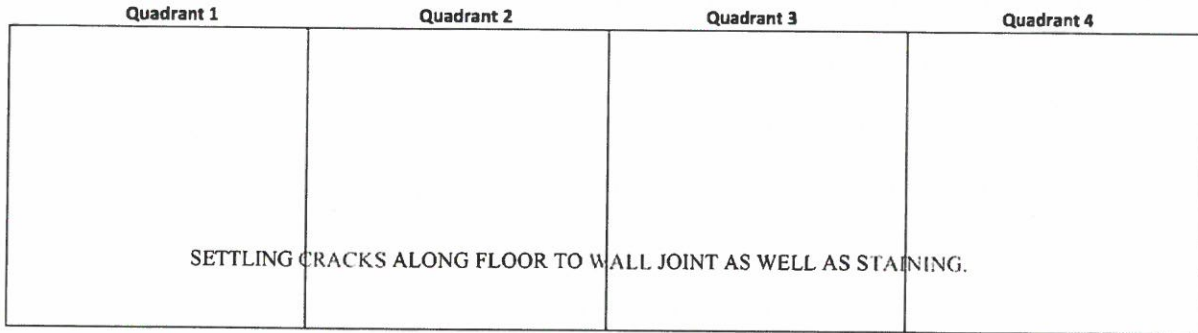 Quadrant 1 Quadrant 2 Quadrant 3 Quadrant 4
SETTLING CRACKS ALONG FLOOR TO WALL JOINT AS WELL AS STAINING.